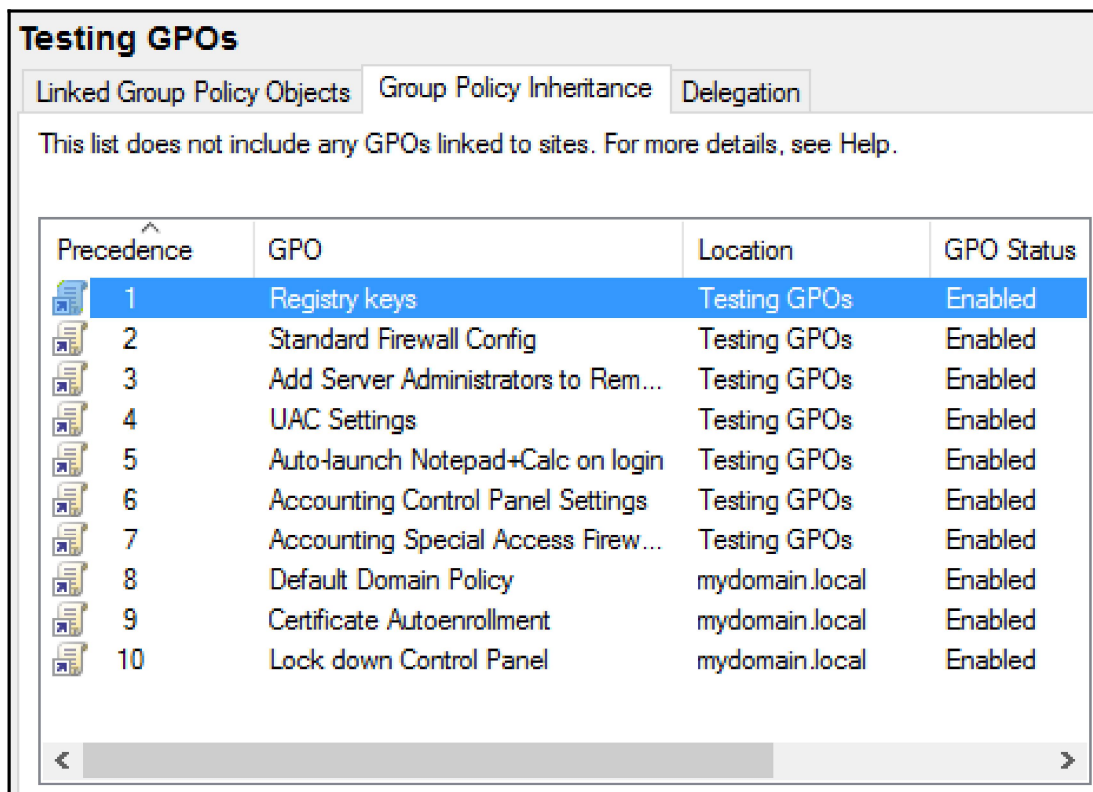 Testing GPOs
Linked Group Policy Objects Group Policy Inheritance Delegation
This list does not include any GPOs linked to sites. For more details, see Help.
Precedence GPO Location GPO Status
1 Registry keys Testing GPOs Enabled
2 Standard Firewall Config Testing GPOs Enabled
3 Add Server Administrators to Rem... Testing GPOs Enabled
4 UAC Settings Testing GPOs Enabled
5 Auto-launch Notepad+Calc on login Testing GPOs Enabled
6 Accounting Control Panel Settings Testing GPOs Enabled
7 Accounting Special Access Firew... Testing GPOs Enabled
8 Default Domain Policy mydomain.local Enabled
9 Certificate Autoenrollment mydomain.local Enabled
10 Lock down Control Panel mydomain.local Enabled